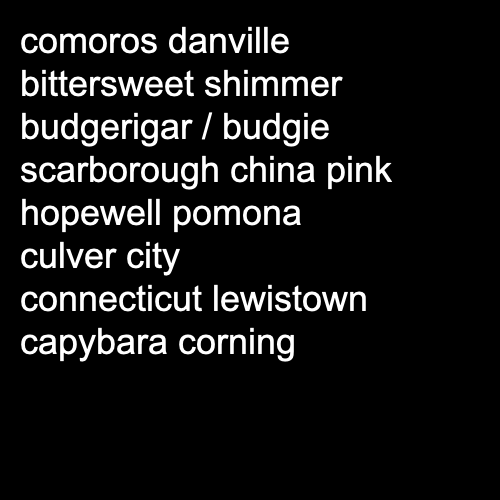 comoros danville
bittersweet shimmer
budgerigar / budgie
scarborough china pink
hopewell pomona
culver city
connecticut lewistown
capybara corning